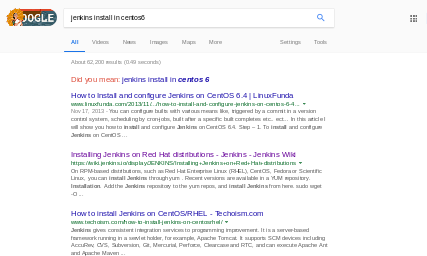 OOGLE
jenkins install in centos6
All Videos News Images Maps More Settings Tools
About 62,200 results (0.49 seconds)
Did you mean: jenkins install in centos 6
How to Install and configure Jenkins on CentOS 6.4 | LinuxFunda
www.linuxfunda.com/2013/11/.../how-to-install-and-configure-jenkins-on-centos-6-4...
Nov 17, 2013 - You can configure builds with various means like, triggered by a commit in a version
control system, scheduling by cron jobs, built after a specific built completes etc.. ect... In this article I
will show you how to install and configure Jenkins on CentOS 6.4. Step – 1. To install and configure
Jenkins on CentOS ...
Installing Jenkins on Red Hat distributions - Jenkins - Jenkins Wiki
https://wiki.jenkins.io/display/JENKINS/Installing+Jenkins+on+Red+Hat+distributions
On RPM-based distributions, such as Red Hat Enterprise Linux (RHEL), CentOS, Fedora or Scientific
Linux, you can install Jenkins through yum . Recent versions are available in a YUM repository.
Installation. Add the Jenkins repository to the yum repos, and install Jenkins from here. sudo wget
-O ...
How to install Jenkins on CentOS/RHEL - Techoism.com
www.techoism.com/how-to-install-jenkins-on-centosrhel/
Jenkins gives consistent integration services to programming improvement. It is a server-based
framework running in a servlet holder, for example, Apache Tomcat. It supports SCM devices including
AccuRev, CVS, Subversion, Git, Mercurial, Perforce, Clearcase and RTC, and can execute Apache Ant
and Apache Maven ...